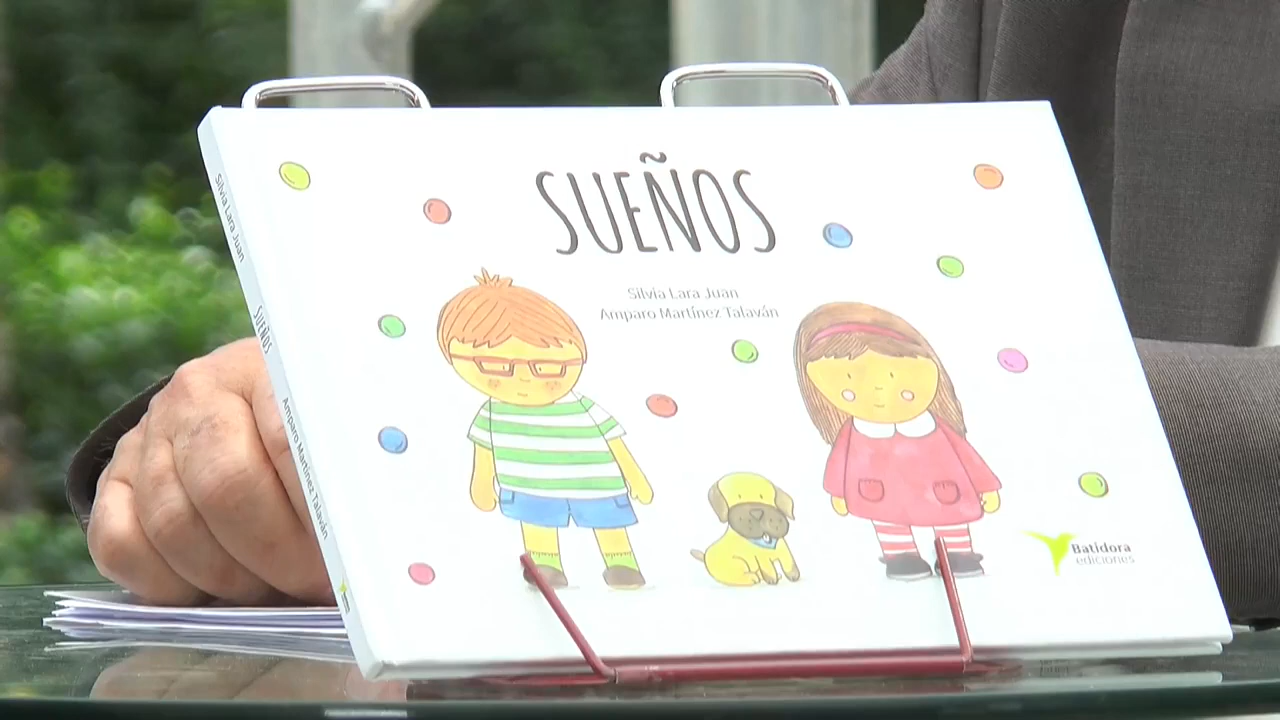 SUEÑOS
Silvia Lara Juan
Amparo Martínez Talaván
Batidora
ediciones
Silvia Lara Juan
SUEÑOS
Amparo Martínez Talaván